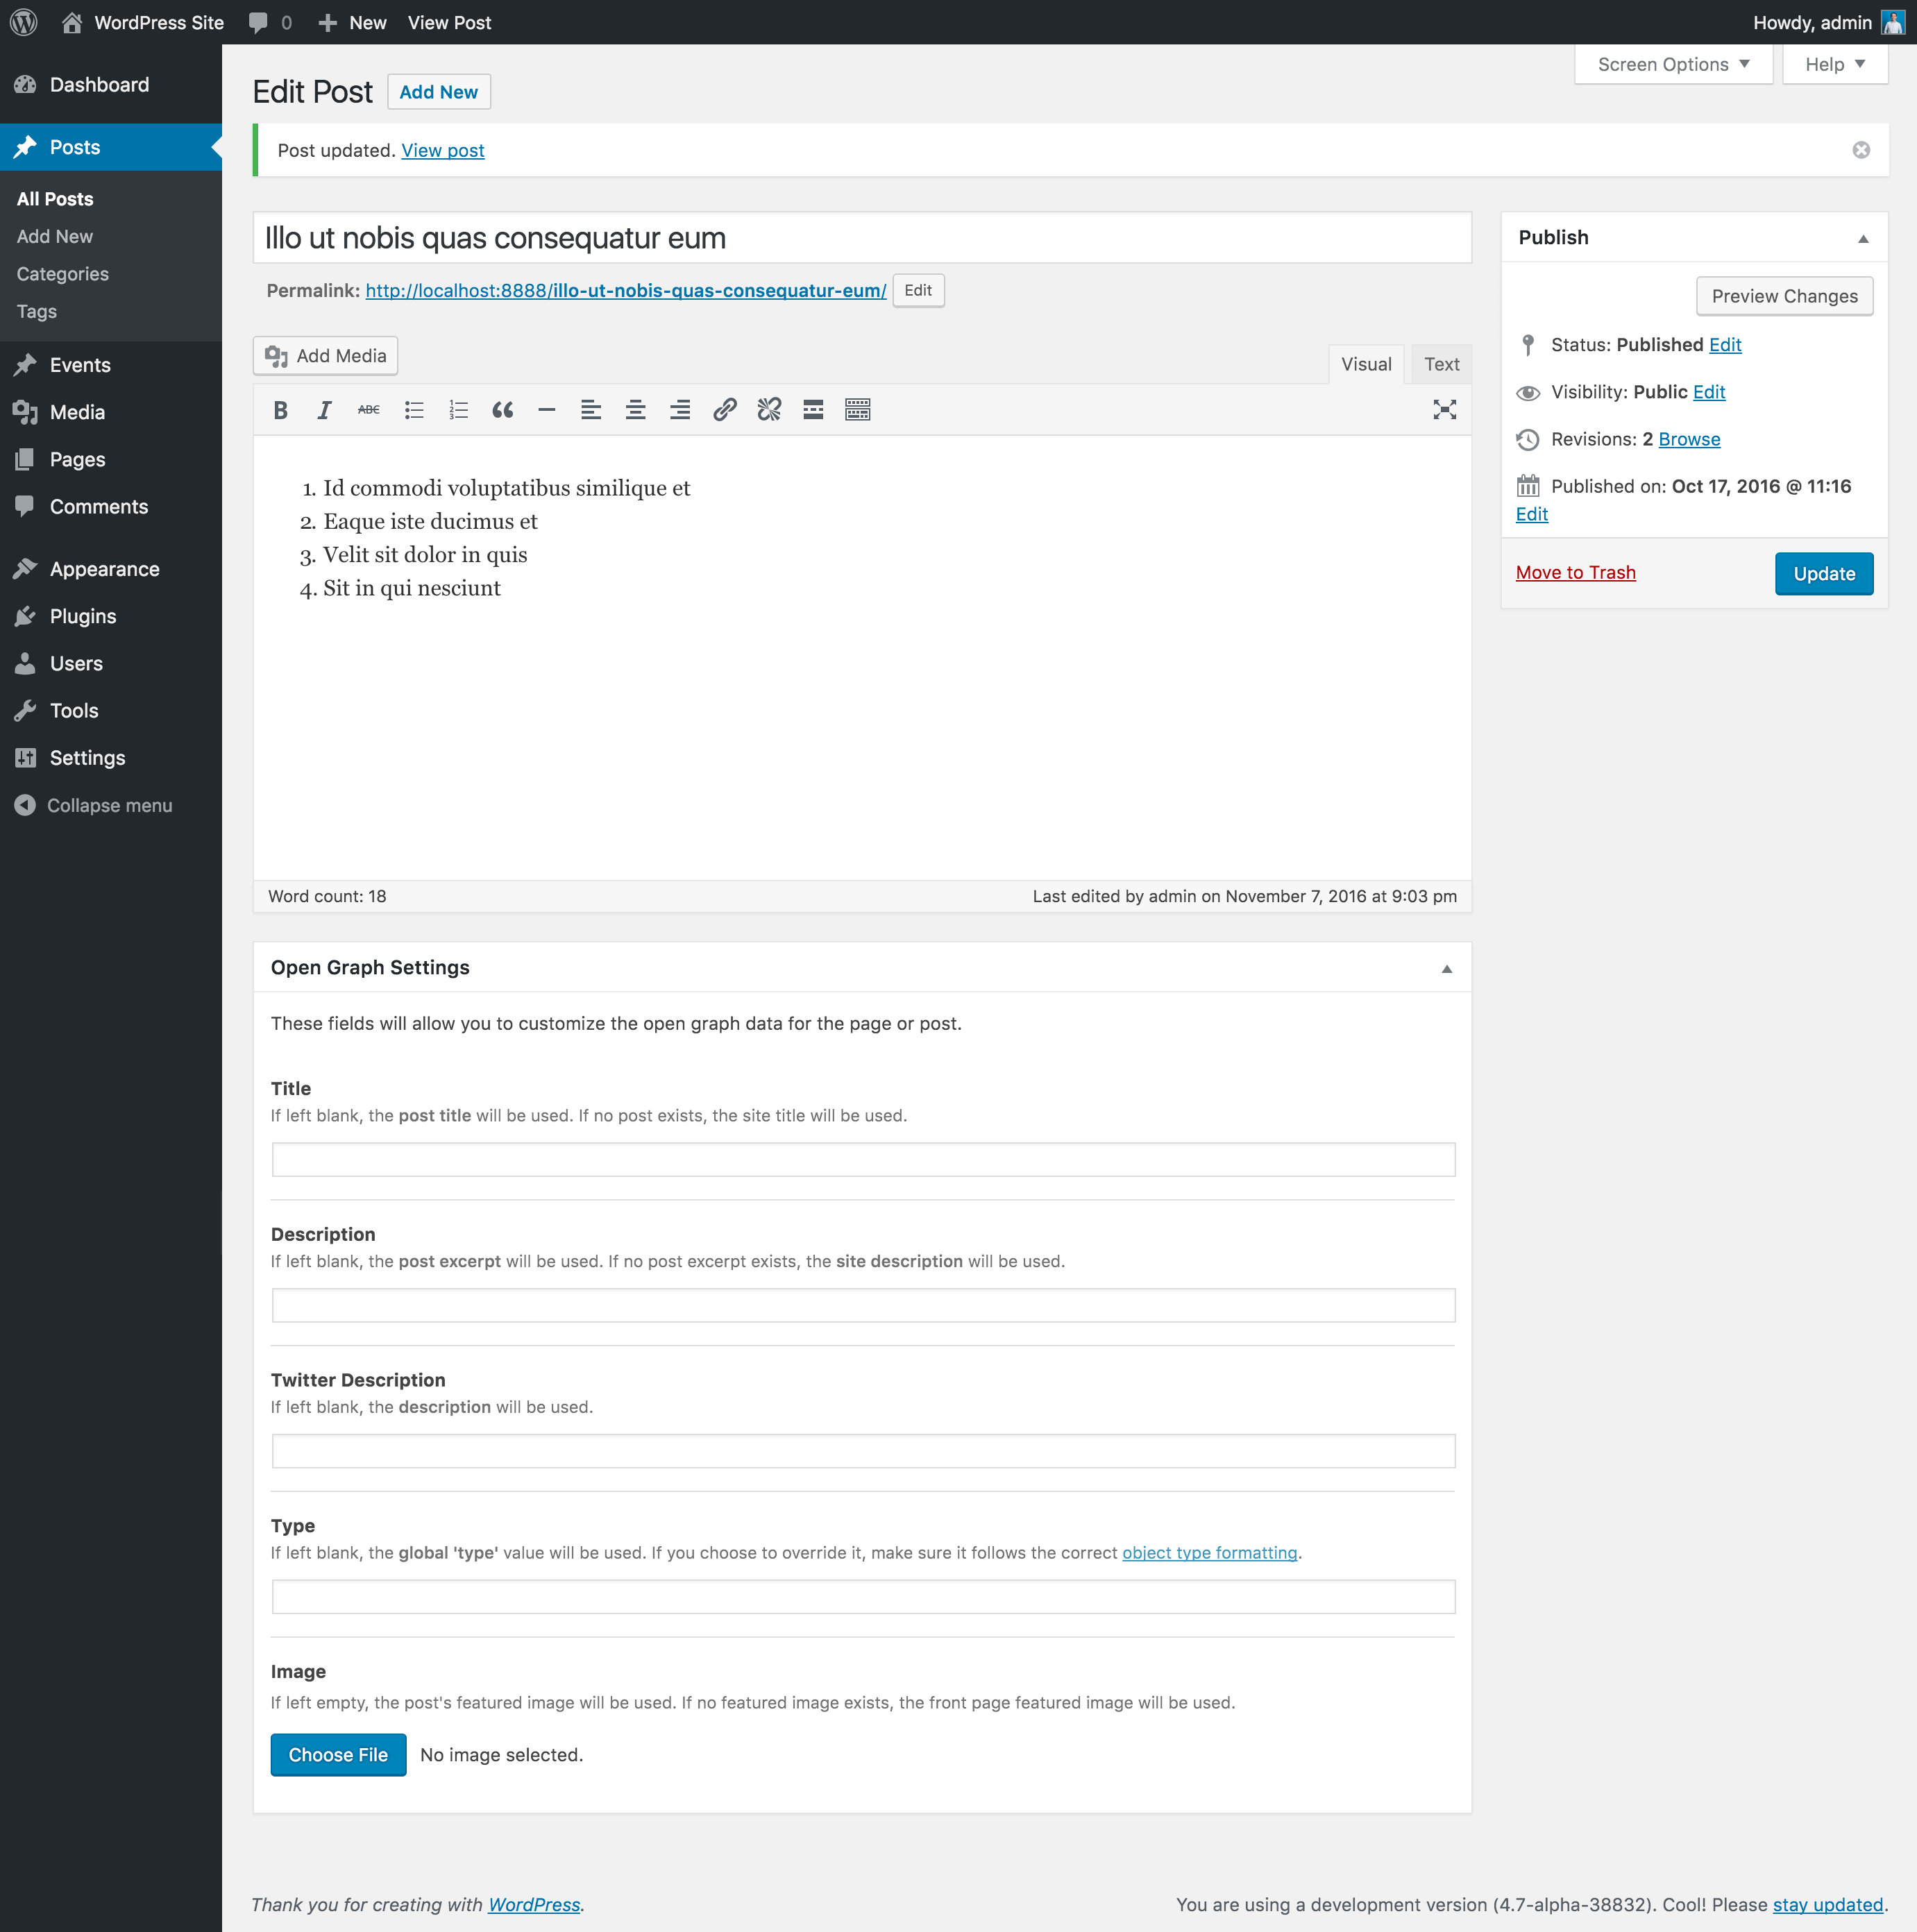 WordPress Site 0 New View Post Howdy, admin
Dashboard
Posts
All Posts
Add New
Categories
Tags
Events
Media
Pages
Comments
Appearance
Plugins
Users
Tools
Settings
Collapse menu
Screen Options Help
Edit Post Add New
Post updated. View post
Illo ut nobis quas consequatur eum
Permalink: http://localhost:8888/illo-ut-nobis-quas-consequatur-eum/ Edit
Add Media
Visual Text
B I ABC
1. Id commodi voluptatibus similique et
2. Eaque iste ducimus et
3. Velit sit dolor in quis
4. Sit in qui nesciunt
Word count: 18 Last edited by admin on November 7, 2016 at 9:03 pm
Publish
Preview Changes
Status: Published Edit
Visibility: Public Edit
Revisions: 2 Browse
Published on: Oct 17, 2016 @ 11:16
Edit
Move to Trash Update
Open Graph Settings
These fields will allow you to customize the open graph data for the page or post.
Title
If left blank, the post title will be used. If no post exists, the site title will be used.
Description
If left blank, the post excerpt will be used. If no post excerpt exists, the site description will be used.
Twitter Description
If left blank, the description will be used.
Type
If left blank, the global 'type' value will be used. If you choose to override it, make sure it follows the correct object type formatting.
Image
If left empty, the post's featured image will be used. If no featured image exists, the front page featured image will be used.
Choose File No image selected.
Thank you for creating with WordPress. You are using a development version (4.7-alpha-38832). Cool! Please stay updated.